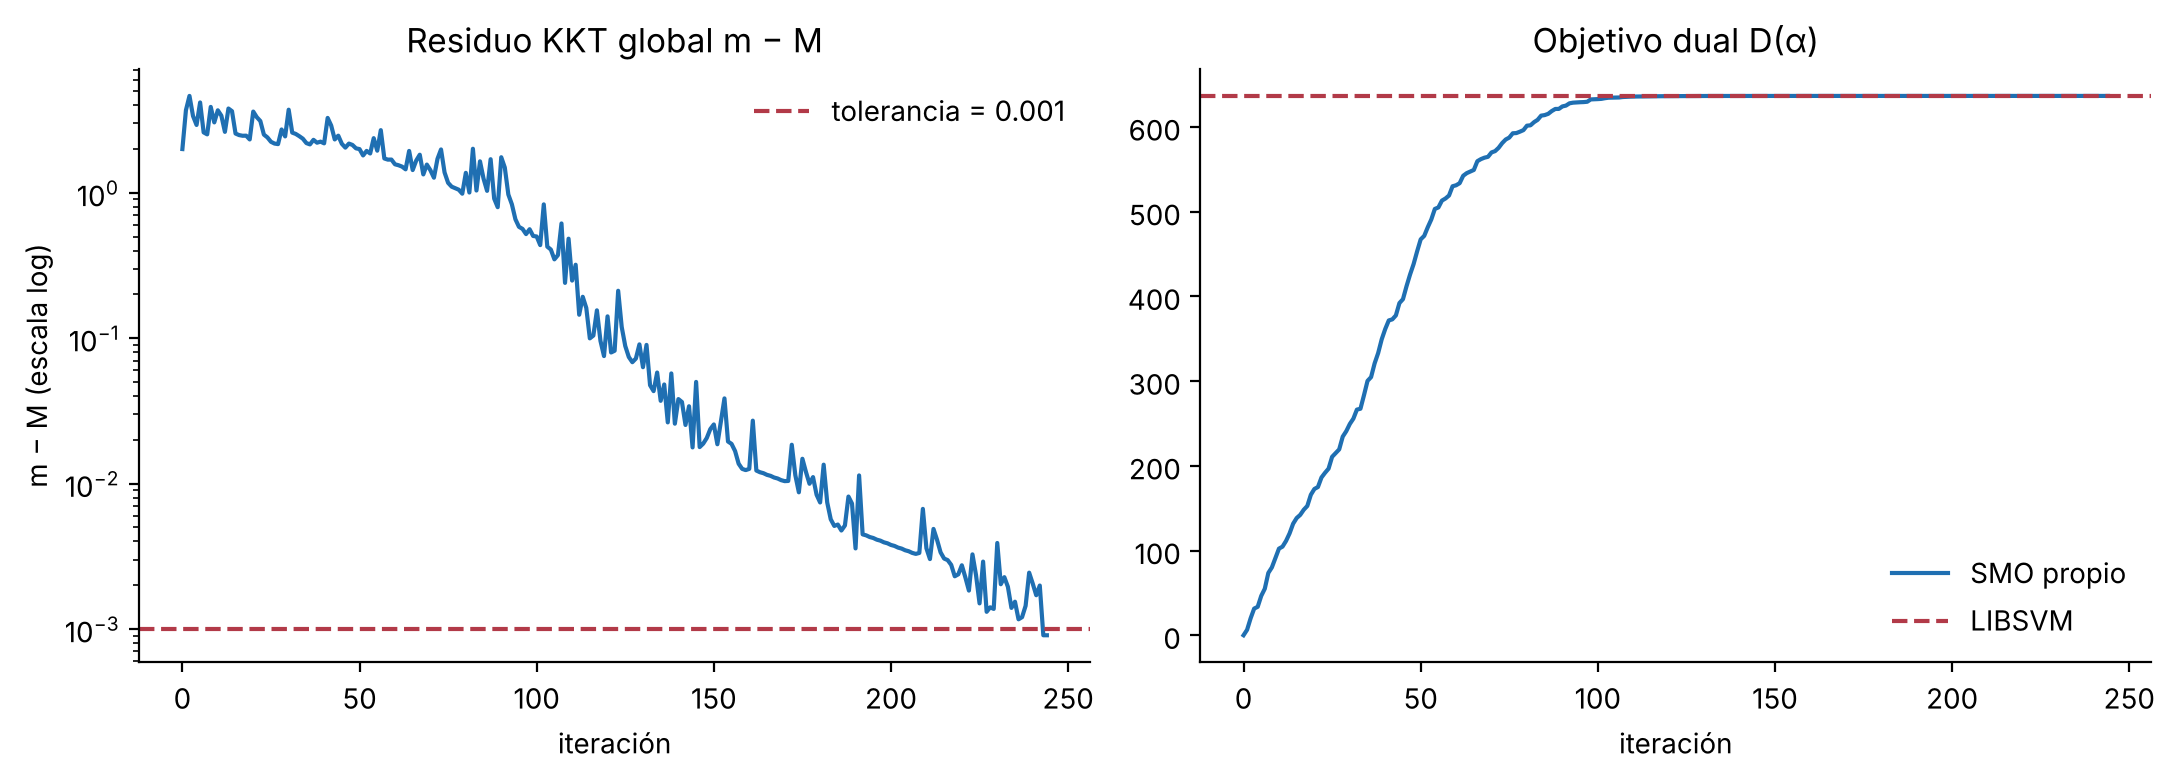 Residuo KKT global m − M
m − M (escala log)
10⁰
10⁻¹
10⁻²
10⁻³
tolerancia = 0.001
0 50 100 150 200 250
iteración
Objetivo dual D(α)
600
500
400
300
200
100
0
SMO propio
LIBSVM
0 50 100 150 200 250
iteración